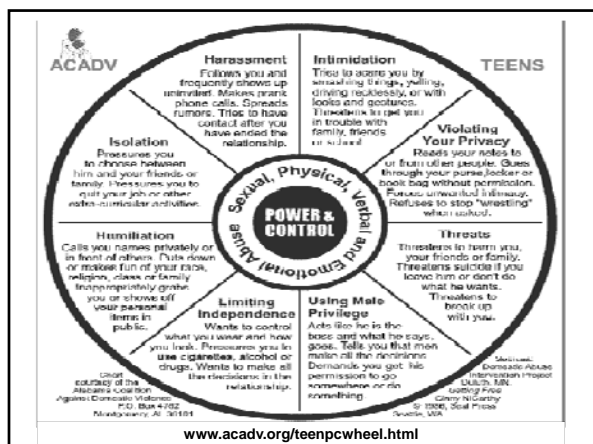 ACADV
TEENS
Harassment
Follows you and
frequently shows up
uninvited. Makes prank
phone calls. Spreads
rumors. Tries to have
contact after you
have ended the
relationship.
Intimidation
Tries to scare you by
smashing things, yelling,
driving recklessly, or with
looks and gestures.
Threatens to get you
in trouble with
family, friends
or school
Violating
Your Privacy
Reads your notes to
or from other people. Goes
through your purse, locker or
book bag without permission.
Forces unwanted intimacy.
Refuses to stop "wrestling"
when asked.
Threats
Threatens to harm you,
your friends or family.
Threatens suicide if you
leave him or don't do
what he wants.
Threatens to
break up
with you.
Using Male
Privilege
Acts like he is the
boss and what he says,
goes. Tells you that men
make all the decisions
Demands you get his
permission to go
somewhere or do
something.
Limiting
Independence
Wants to control
what you wear and how
you look. Pressures you to
use cigarettes, alcohol or
drugs. Wants to make all
the decisions in the
relationship.
Humiliation
Calls you names privately or
in front of others. Puts down
or makes fun of your race,
religion, class or family
Inappropriately grabs
you or shows off
your personal
items in
public.
Isolation
Pressures you
to choose between
him and your friends or
family. Pressures you to
quit your job or other
extra-curricular activities.
Sexual, Physical,
Verbal and Emotional Abuse
POWER &
CONTROL
Chart
courtesy of the
Alabama Coalition
Against Domestic Violence
P.O. Box 4762
Montgomery, AL 36101
Domestic Abuse
Intervention Project
Duluth, MN.
Getting Free
Ginny NiCarthy
© 1986, Seal Press
Seattle, WA
www.acadv.org/teenpcwheel.html